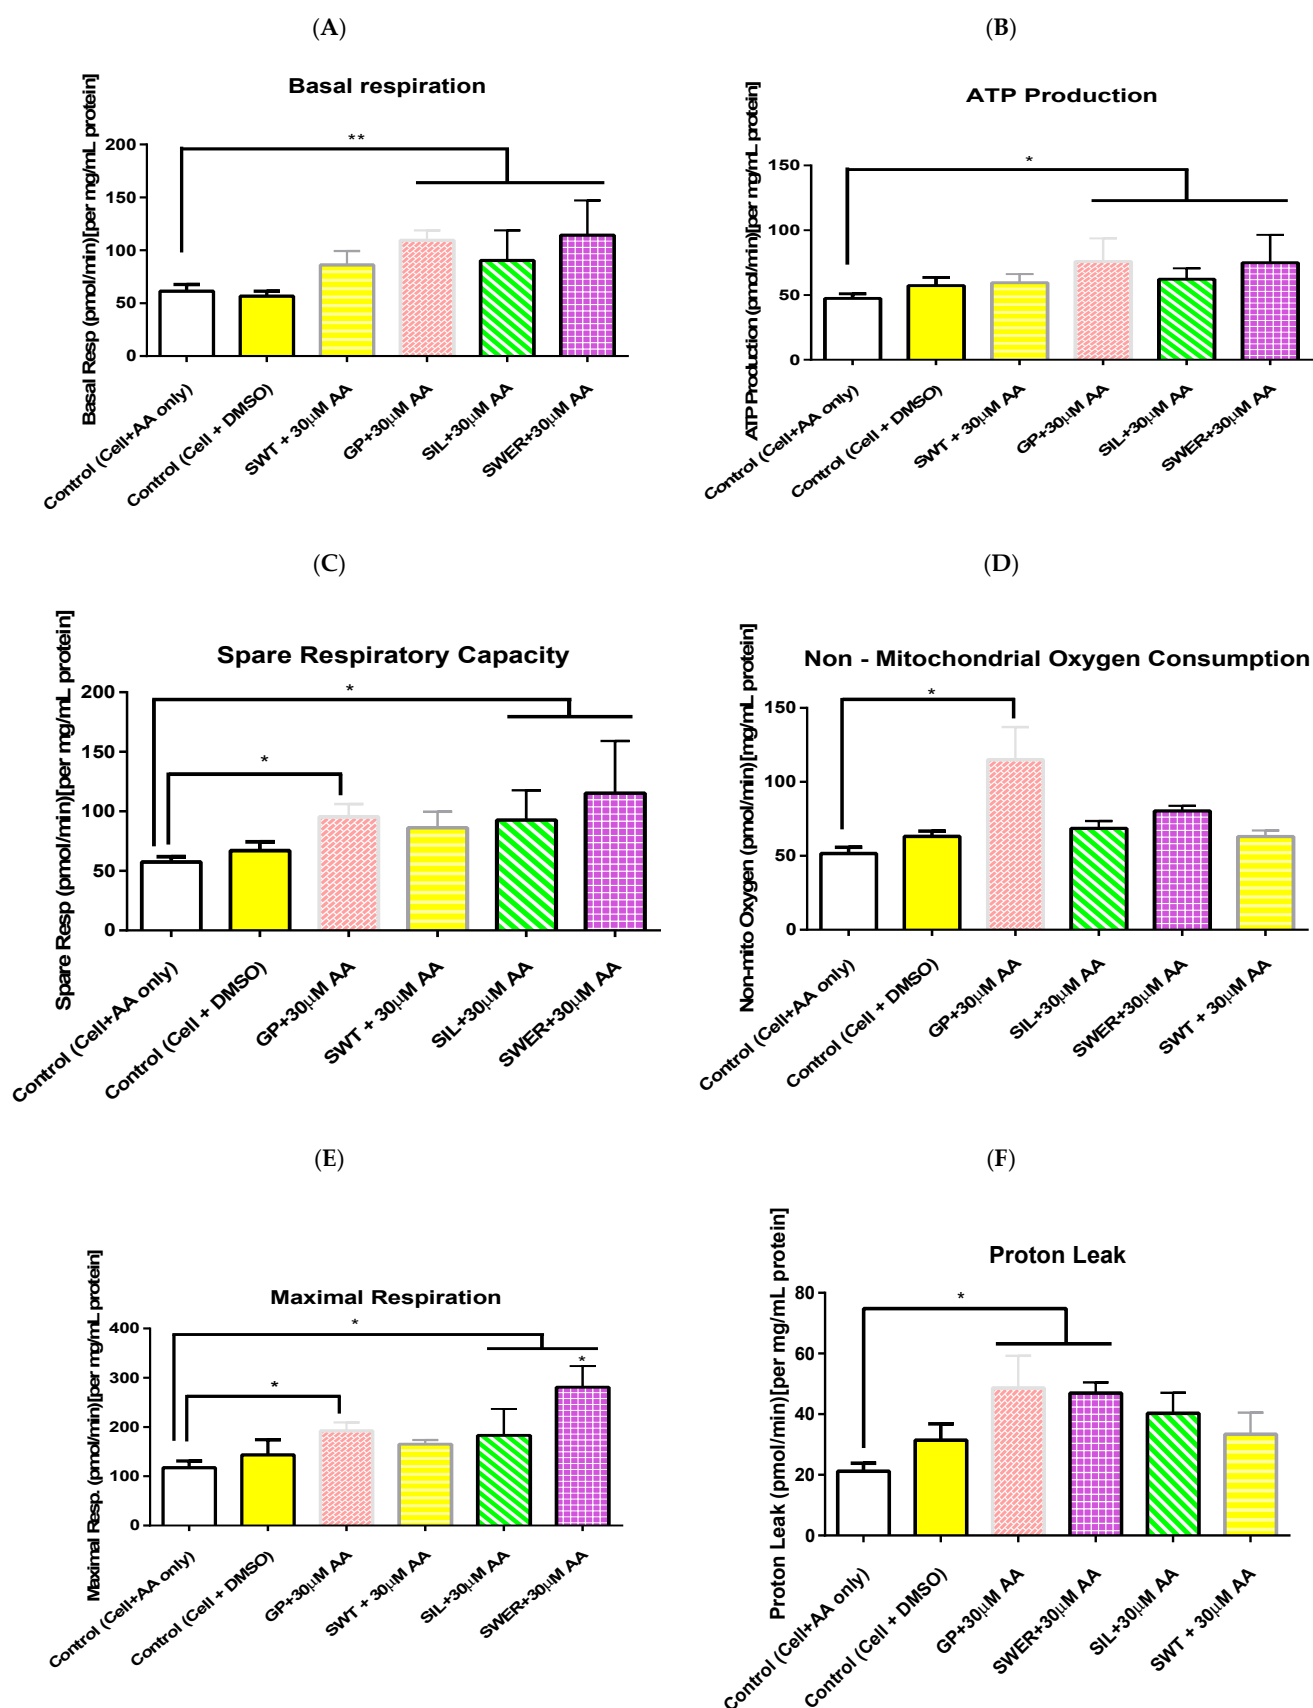 (A)
Basal respiration
Basal Resp (pmol/min)[per mg/mL protein]
200
150
100
50
0
**
Control (Cell+AA only)
Control (Cell + DMSO)
SWT + 30μM AA
GP+30μM AA
SIL+30μM AA
SWER+30μM AA
(B)
ATP Production
ATP Production (pmol/min)[per mg/mL protein]
150
100
50
0
*
Control (Cell+AA only)
Control (Cell + DMSO)
SWT + 30μM AA
GP+30μM AA
SIL+30μM AA
SWER+30μM AA
(C)
Spare Respiratory Capacity
Spare Resp (pmol/min)[per mg/mL protein]
200
150
100
50
0
*
*
Control (Cell+AA only)
Control (Cell + DMSO)
GP+30μM AA
SWT + 30μM AA
SIL+30μM AA
SWER+30μM AA
(D)
Non - Mitochondrial Oxygen Consumption
Non-mito Oxygen (pmol/min)[mg/mL protein]
150
100
50
0
*
Control (Cell+AA only)
Control (Cell + DMSO)
GP+30μM AA
SIL+30μM AA
SWER+30μM AA
SWT + 30μM AA
(E)
Maximal Respiration
Maximal Resp. (pmol/min)[per mg/mL protein]
400
300
200
100
0
*
*
*
Control (Cell+AA only)
Control (Cell + DMSO)
GP+30μM AA
SWT + 30μM AA
SIL+30μM AA
SWER+30μM AA
(F)
Proton Leak
Proton Leak (pmol/min)[per mg/mL protein]
80
60
40
20
0
*
Control (Cell+AA only)
Control (Cell + DMSO)
GP+30μM AA
SWER+30μM AA
SIL+30μM AA
SWT + 30μM AA